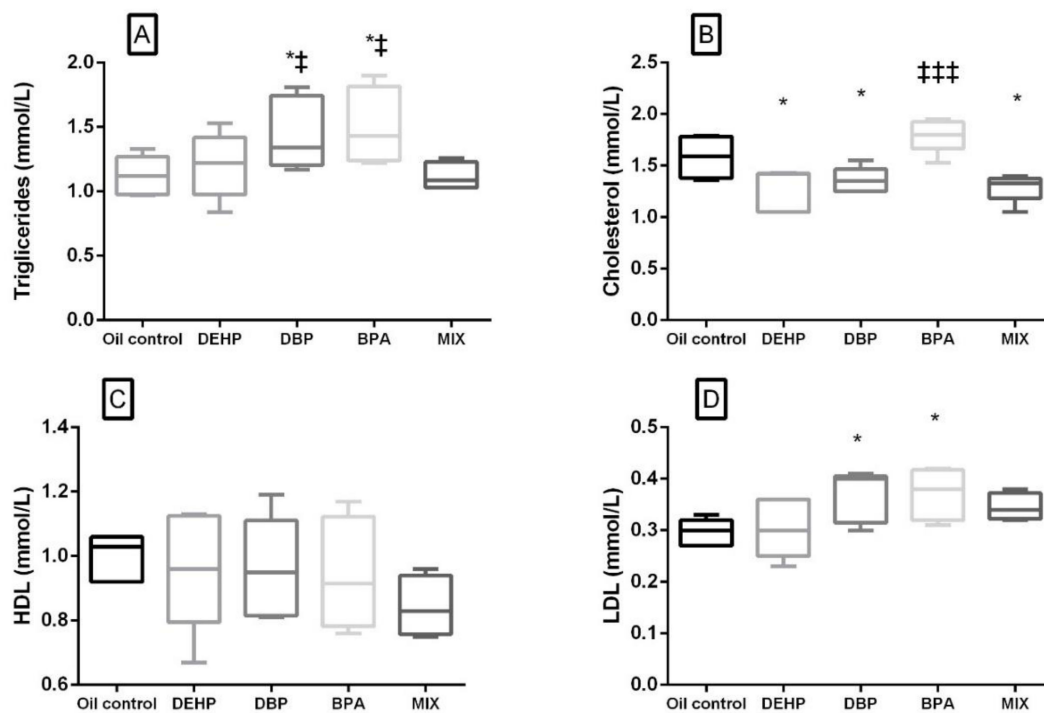 A
*‡
*‡
Triglicerides (mmol/L)
2.0
1.5
1.0
0.5
0.0
Oil control DEHP DBP BPA MIX
B
‡‡‡
*
*
*
Cholesterol (mmol/L)
2.5
2.0
1.5
1.0
0.5
0.0
Oil control DEHP DBP BPA MIX
C
HDL (mmol/L)
1.4
1.2
1.0
0.8
0.6
Oil control DEHP DBP BPA MIX
D
*
*
LDL (mmol/L)
0.5
0.4
0.3
0.2
0.1
0.0
Oil control DEHP DBP BPA MIX